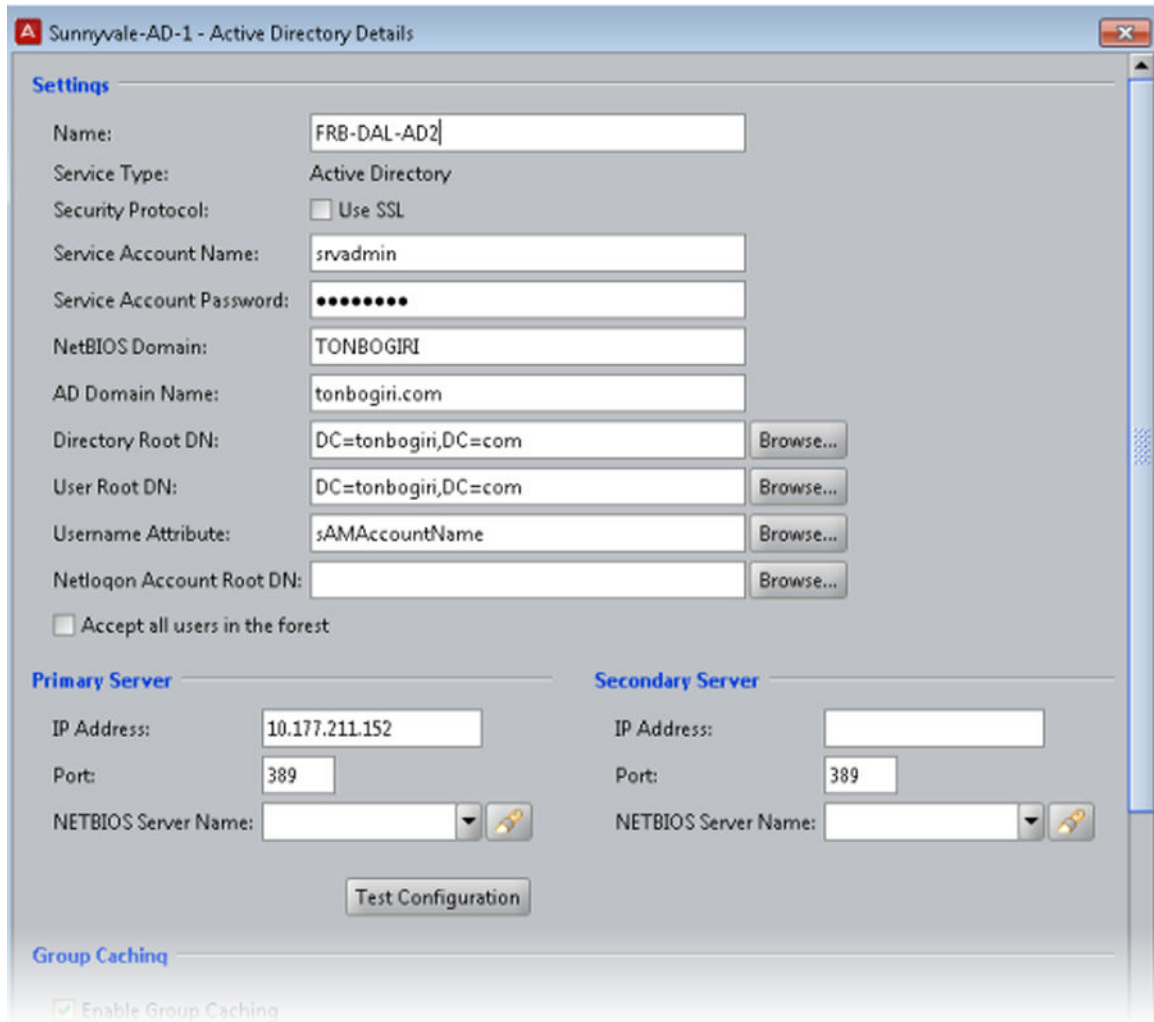 Sunnyvale-AD-1 - Active Directory Details
Settings
Name: FRB-DAL-AD2
Service Type: Active Directory
Security Protocol: Use SSL
Service Account Name: srvadmin
Service Account Password: ●●●●●●●●
NetBIOS Domain: TONBOGIRI
AD Domain Name: tonbogiri.com
Directory Root DN: DC=tonbogiri,DC=com Browse...
User Root DN: DC=tonbogiri,DC=com Browse...
Username Attribute: sAMAccountName Browse...
Netlogon Account Root DN: Browse...
Accept all users in the forest
Primary Server Secondary Server
IP Address: 10.177.211.152 IP Address:
Port: 389 Port: 389
NETBIOS Server Name: NETBIOS Server Name:
Test Configuration
Group Caching
Enable Group Caching